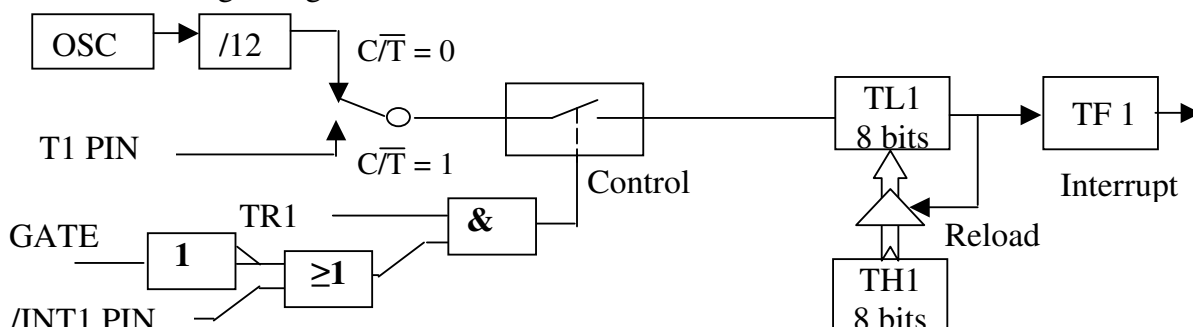 OSC
/12
C/T̅ = 0
T1 PIN
C/T̅ = 1
Control
TL1
8 bits
TF 1
Interrupt
TR1
&
Reload
GATE
1
≥1
TH1
8 bits
/INT1 PIN